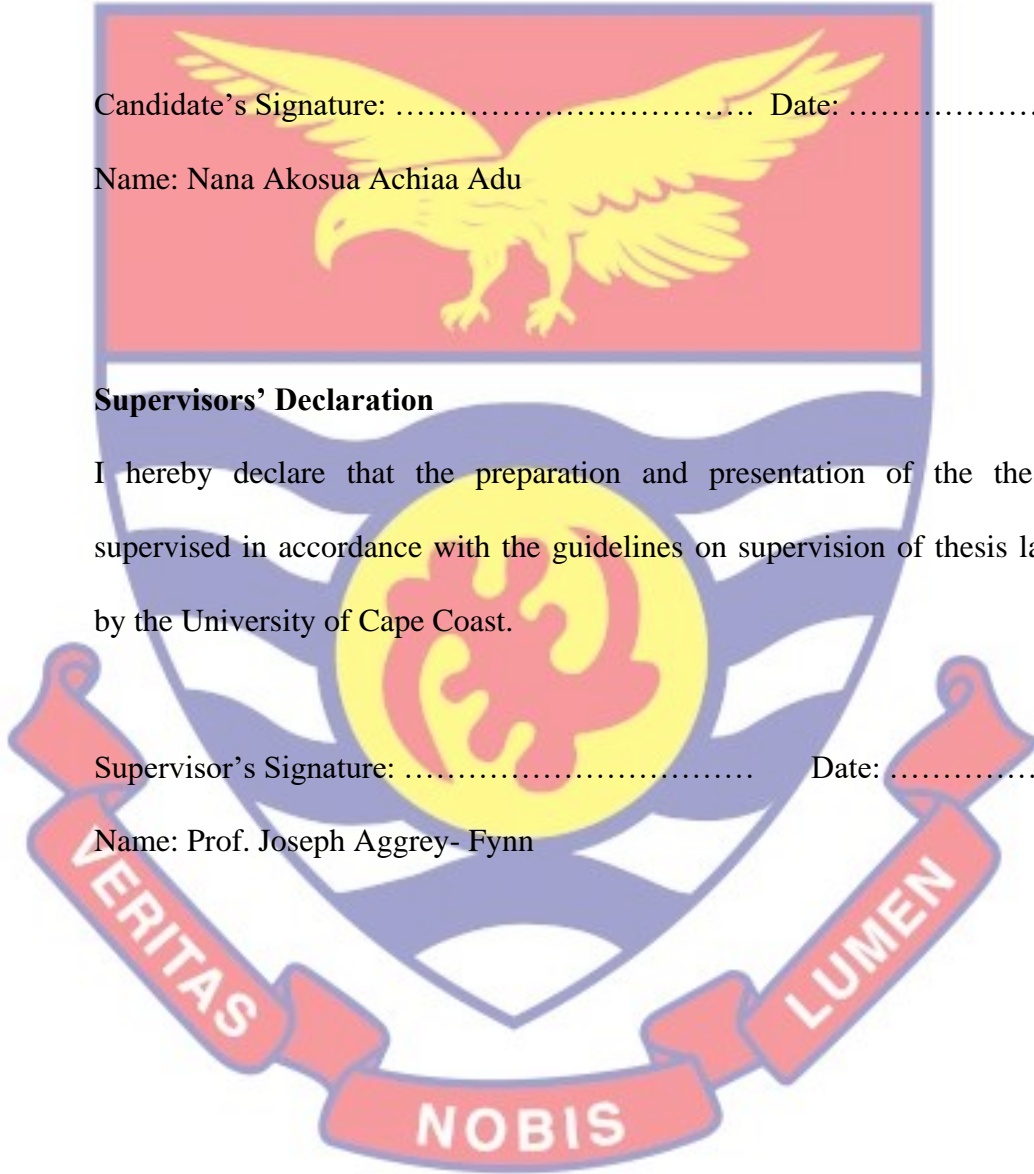 Candidate’s Signature: ………………………………. Date: ………………
Name: Nana Akosua Achiaa Adu
Supervisors’ Declaration
I hereby declare that the preparation and presentation of the the
supervised in accordance with the guidelines on supervision of thesis la
by the University of Cape Coast.
Supervisor’s Signature: ……………………………… Date: ……………
Name: Prof. Joseph Aggrey- Fynn
VERITAS
NOBIS
LUMEN